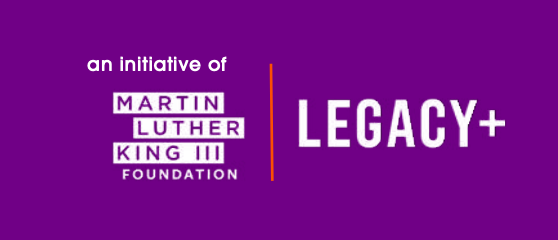 an initiative of
MARTIN
LUTHER
KING III
FOUNDATION
LEGACY+